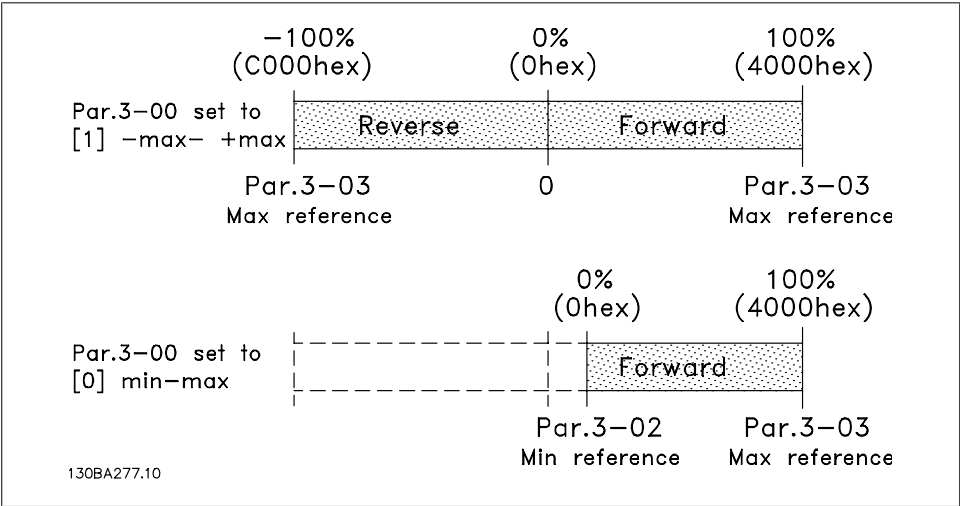 -100% 0% 100%
(C000hex) (0hex) (4000hex)
Par.3-00 set to
[1] -max- +max
Reverse Forward
Par.3-03 0 Par.3-03
Max reference Max reference
0% 100%
(0hex) (4000hex)
Par.3-00 set to
[0] min-max
Forward
Par.3-02 Par.3-03
Min reference Max reference
130BA277.10